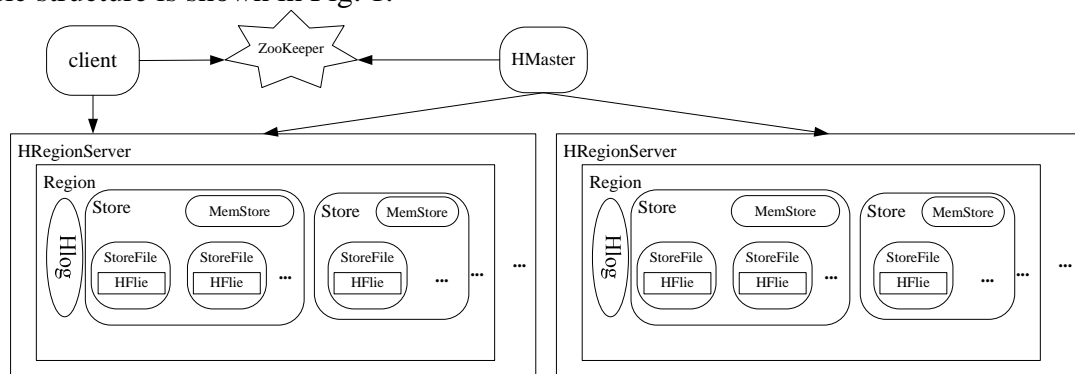 The structure is shown in Fig. 1.
client
ZooKeeper
HMaster
HRegionServer
Region
Hlog
Store
MemStore
StoreFile
HFlie
StoreFile
HFlie
...
Store
MemStore
StoreFile
HFlie
...
...
...
HRegionServer
Region
Hlog
Store
MemStore
StoreFile
HFlie
StoreFile
HFlie
...
Store
MemStore
StoreFile
HFlie
...
...
...